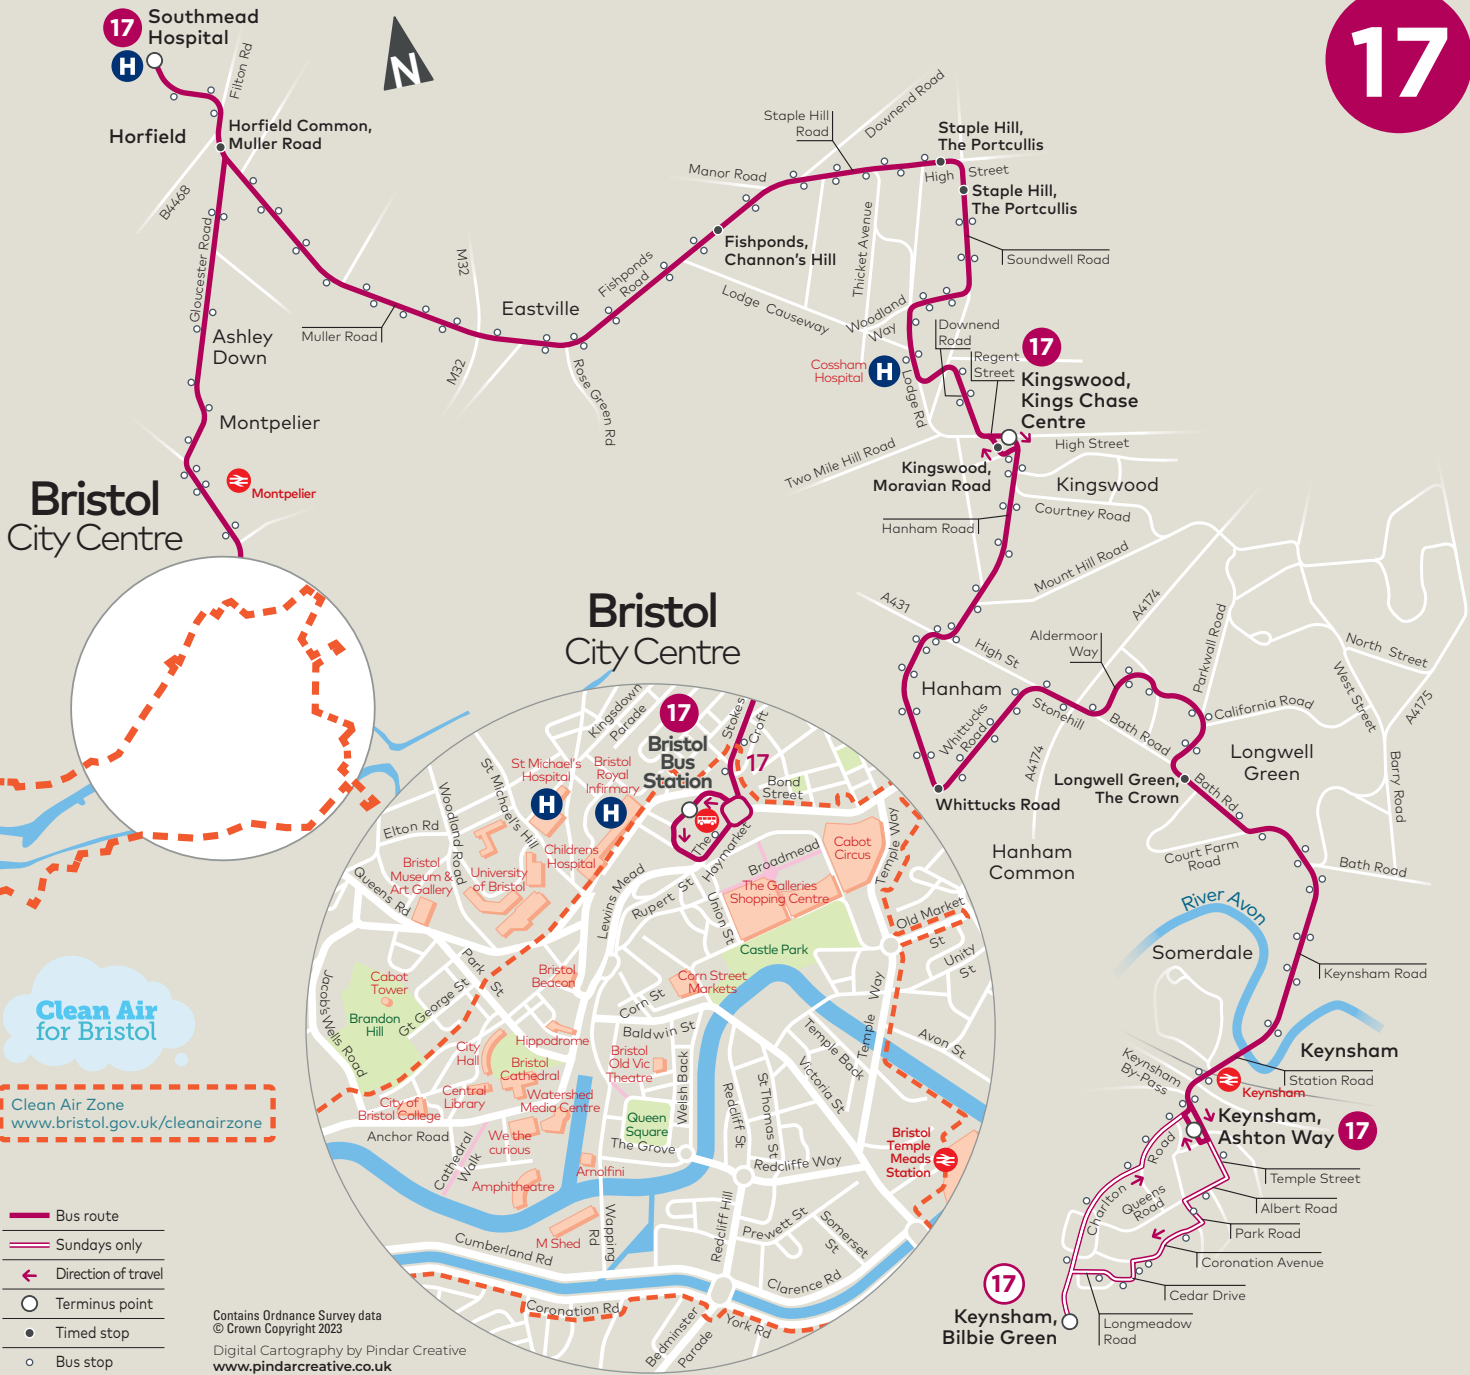 17
Southmead
Hospital
H
N
17
Filton Rd
Horfield
Horfield Common,
Muller Road
B4468
Gloucester Road
Ashley
Down
Muller Road
M32
M32
Eastville
Rose Green Rd
Fishponds
Road
Fishponds,
Channon's Hill
Manor Road
Staple Hill
Road
Downend Road
Staple Hill,
The Portcullis
High Street
Staple Hill,
The Portcullis
Soundwell Road
Thicket Avenue
Lodge Causeway
Woodland
Way
Downend
Road
Regent
Street
Cossham
Hospital
H
Lodge Rd
17
Kingswood,
Kings Chase
Centre
High Street
Two Mile Hill Road
Kingswood,
Moravian Road
Kingswood
Courtney Road
Hanham Road
Mount Hill Road
Montpelier
Montpelier
Bristol
City Centre
A431
High St
A4174
Aldermoor
Way
Parkwall Road
North Street
West Street
A4175
Hanham
Whittucks
Road
Stonehill
Bath Road
California Road
Longwell
Green
A4174
Longwell Green,
The Crown
Bath Rd
Barry Road
Whittucks Road
Hanham
Common
Court Farm
Road
Bath Road
River Avon
Somerdale
Keynsham Road
Keynsham
By-Pass
Keynsham
Station Road
Keynsham
Keynsham,
Ashton Way
17
Charlton Road
Queens
Road
Temple Street
Albert Road
Park Road
Coronation Avenue
Cedar Drive
Longmeadow
Road
17
Keynsham,
Bilbie Green
Bristol
City Centre
Kingsdown
Parade
17
Bristol
Bus
Station
Stokes
Croft
17
Bond
Street
St Michael's
Hospital
H
Bristol
Royal
Infirmary
H
St Michael's Hill
Woodland Road
Elton Rd
Childrens
Hospital
The
Haymarket
Broadmead
Cabot
Circus
Temple Way
Bristol
Museum &
Art Gallery
University
of Bristol
Queens Rd
Lewins Mead
Rupert St
Union St
The Galleries
Shopping Centre
Old Market
St
Unity
St
Castle Park
Park
St
Bristol
Beacon
Corn Street
Markets
Corn St
Baldwin St
Cabot
Tower
Brandon
Hill
Gt George St
Jacob's Wells Road
City
Hall
Hippodrome
Bristol
Cathedral
Bristol
Old Vic
Theatre
Central
Library
Watershed
Media Centre
City of
Bristol College
Anchor Road
We the
curious
Cathedral
Walk
Queen
Square
The Grove
Welsh Back
Redcliff St
St Thomas St
Victoria St
Temple Back
Temple Way
Avon St
Bristol
Temple
Meads
Station
Redcliffe Way
Arnolfini
Amphitheatre
M Shed
Wapping
Rd
Redcliff Hill
Prewett St
Somerset
St
Cumberland Rd
Clarence Rd
Coronation Rd
York Rd
Bedminster
Parade
Clean Air
for Bristol
Clean Air Zone
www.bristol.gov.uk/cleanairzone
Bus route
Sundays only
Direction of travel
Terminus point
Timed stop
Bus stop
Contains Ordnance Survey data
© Crown Copyright 2023
Digital Cartography by Pindar Creative
www.pindarcreative.co.uk